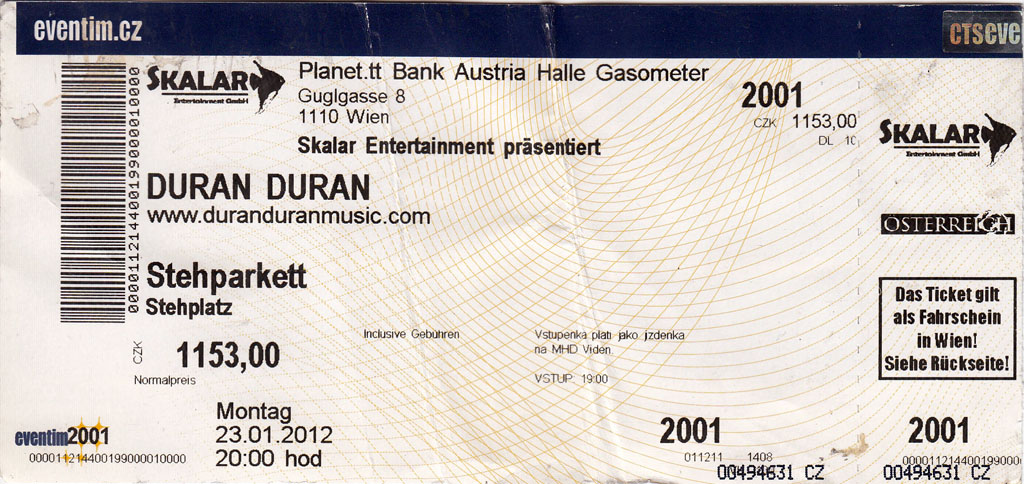 eventim.cz
CTSEVE
SKALAR
Entertainment GmbH
Planet.tt Bank Austria Halle Gasometer
Guglgasse 8
1110 Wien
2001
CZK 1153,00
DL 10
Skalar Entertainment präsentiert
DURAN DURAN
www.duranduranmusic.com
Stehparkett
Stehplatz
0000112144001990000010000
Inclusive Gebühren
Vstupenka platí jako jízdenka
na MHD Vídeň
VSTUP: 19:00
CZK 1153,00
Normalpreis
Montag
23.01.2012
20:00 hod
eventim2001
0000112144001990000010000
2001
011211 1408
00494631 CZ
SKALAR
Entertainment GmbH
ÖSTERREICH
Das Ticket gilt
als Fahrschein
in Wien!
Siehe Rückseite!
2001
000011214400199000
00494631 CZ